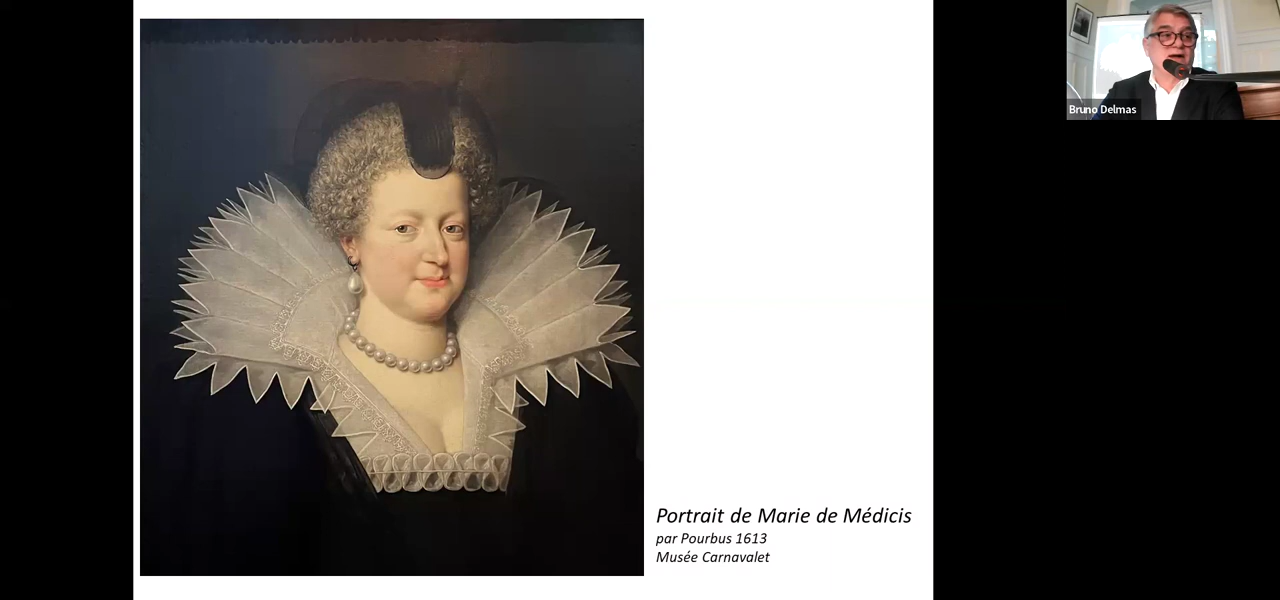 Bruno Delmas
Portrait de Marie de Médicis
par Pourbus 1613
Musée Carnavalet